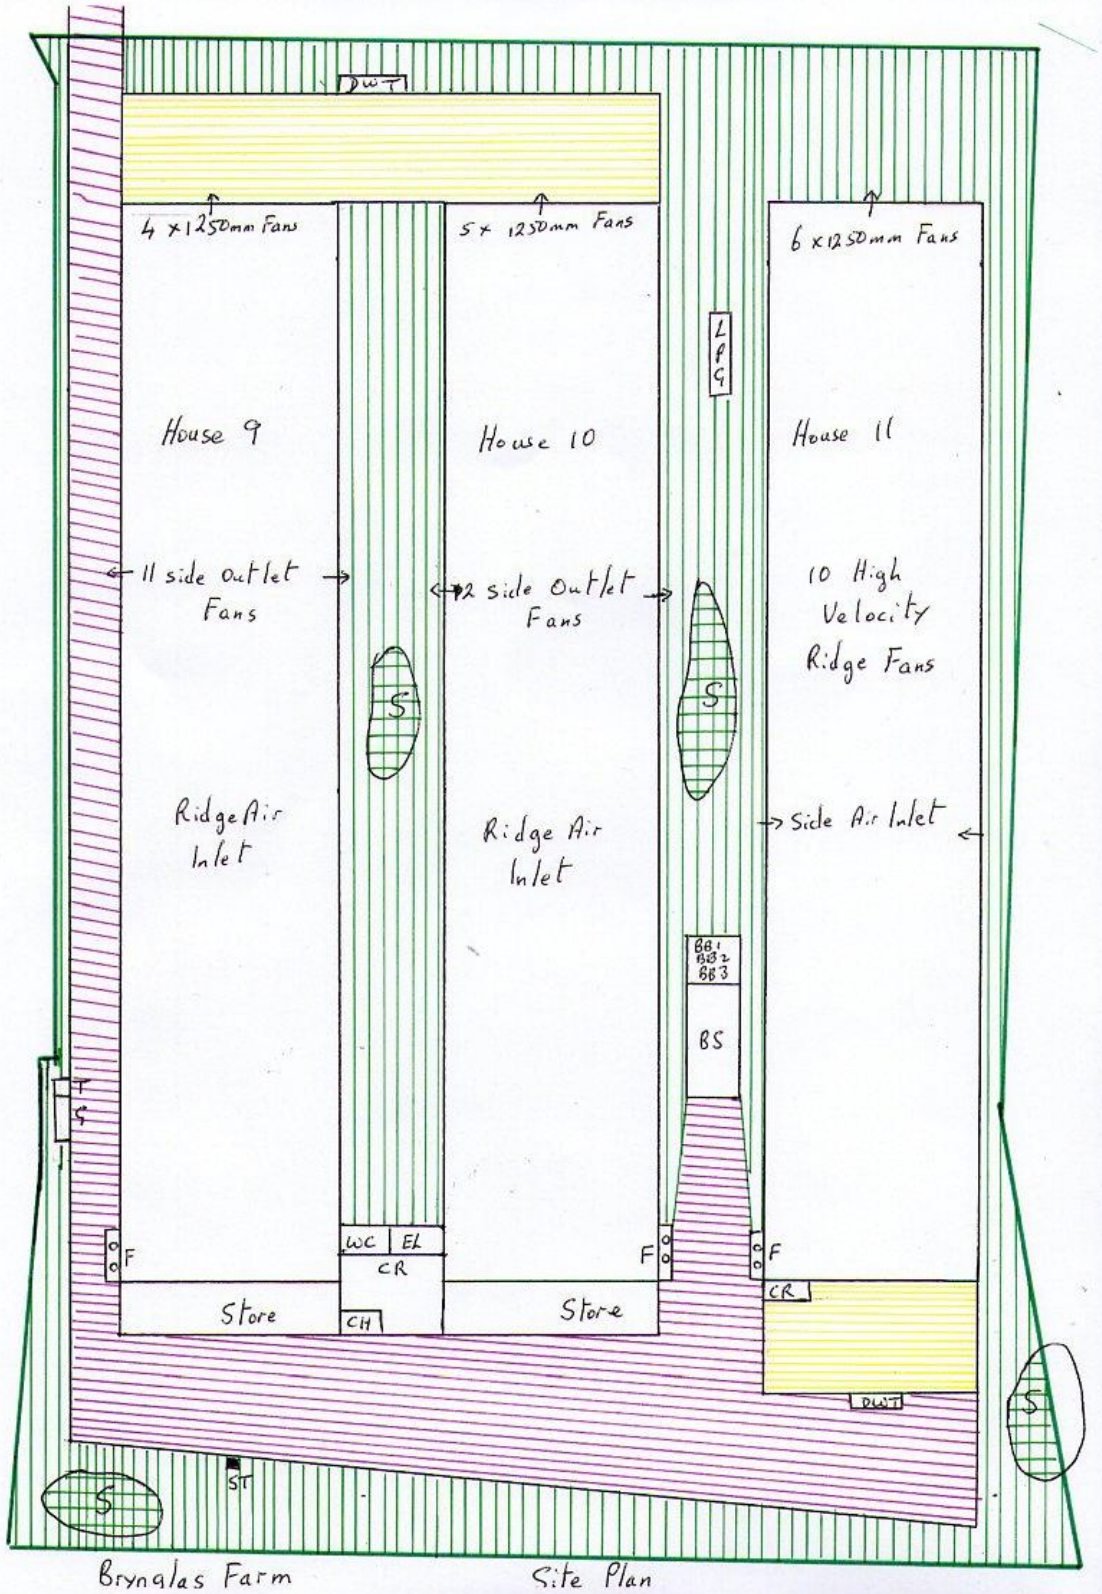 DWT
4 x 1250mm Fans
5 x 1250mm Fans
6 x 1250mm Fans
L
P
G
House 9
House 10
House 11
11 side Outlet
Fans
12 side Outlet
Fans
10 High
Velocity
Ridge Fans
S
S
Ridge Air
Inlet
Ridge Air
Inlet
Side Air Inlet
BB1
BB2
BB3
BS
T
G
F
WC
EL
CR
F
F
Store
CH
Store
CR
DWT
S
S
ST
Brynglas Farm
Site Plan